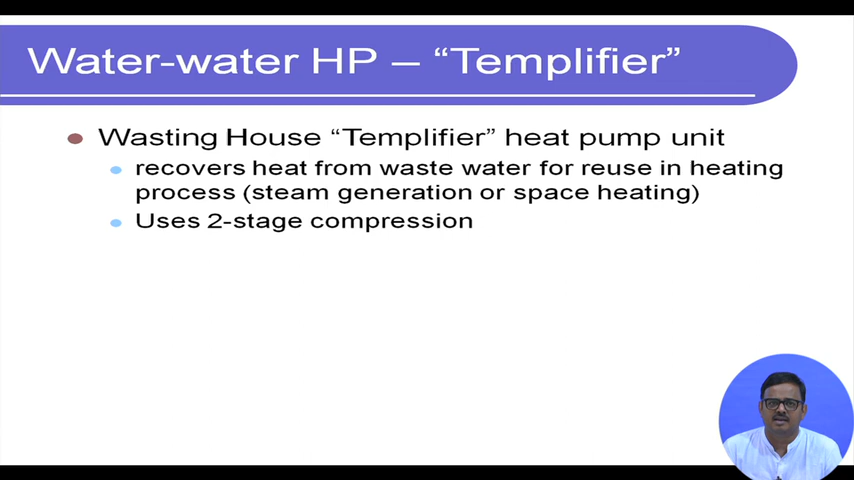 Water-water HP – “Templifier”
Wasting House “Templifier” heat pump unit
recovers heat from waste water for reuse in heating
process (steam generation or space heating)
Uses 2-stage compression